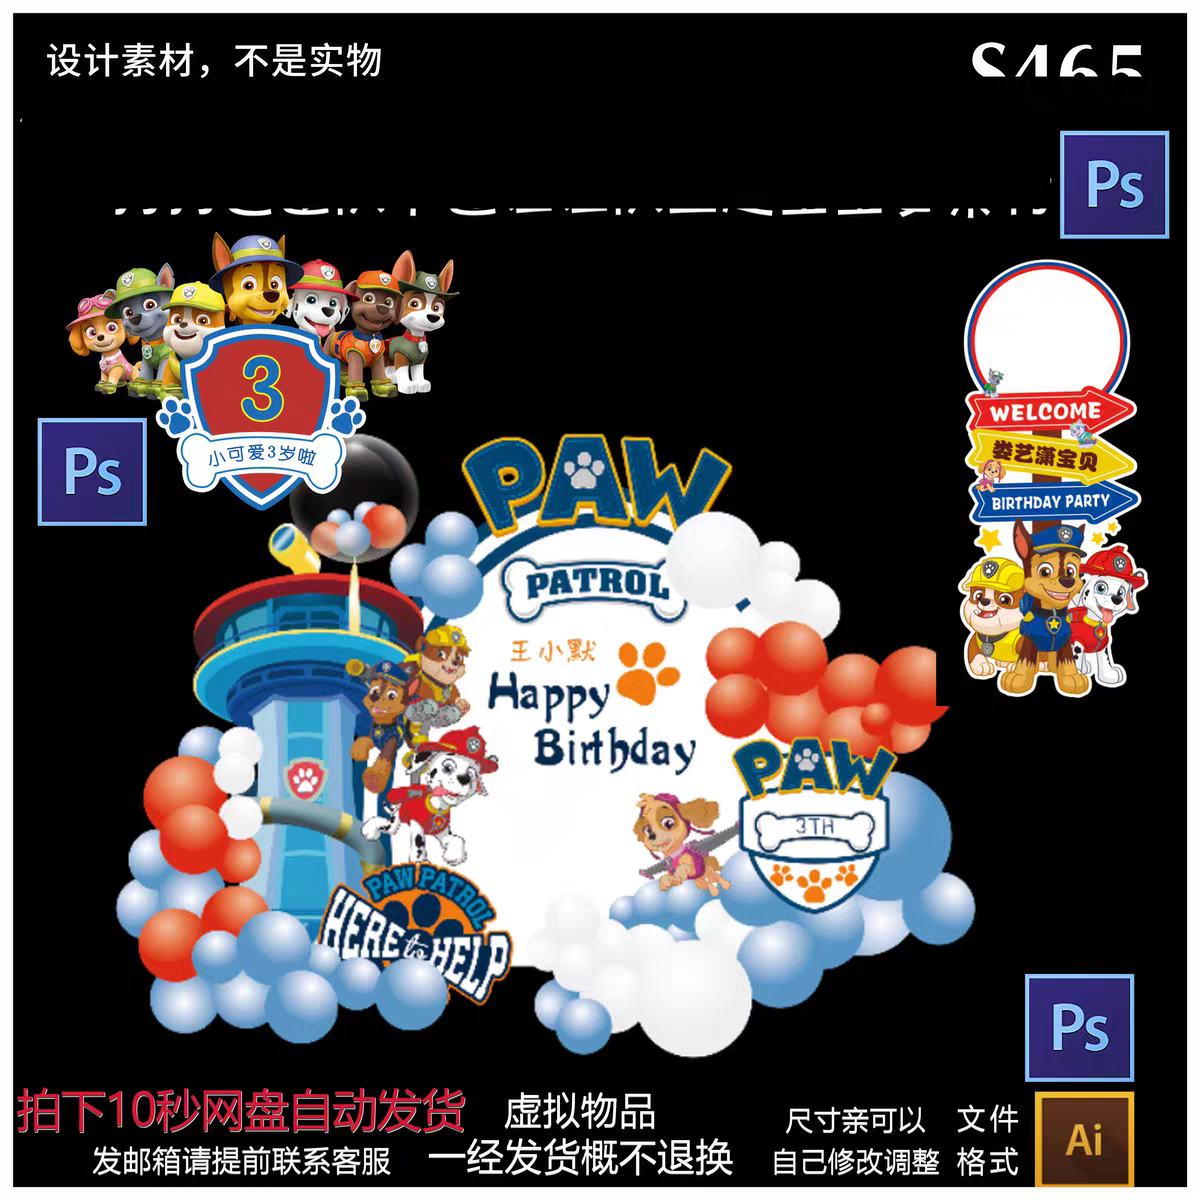 设计素材，不是实物
S465
Ps
3
小可爱3岁啦
Ps
WELCOME
娄艺潇宝贝
BIRTHDAY PARTY
PAW
PATROL
王小默
Happy
Birthday
PAW
3TH
PAW PATROL
HERE to HELP
Ps
拍下10秒网盘自动发货
发邮箱请提前联系客服
虚拟物品
一经发货概不退换
尺寸亲可以
自己修改调整
文件
格式
Ai